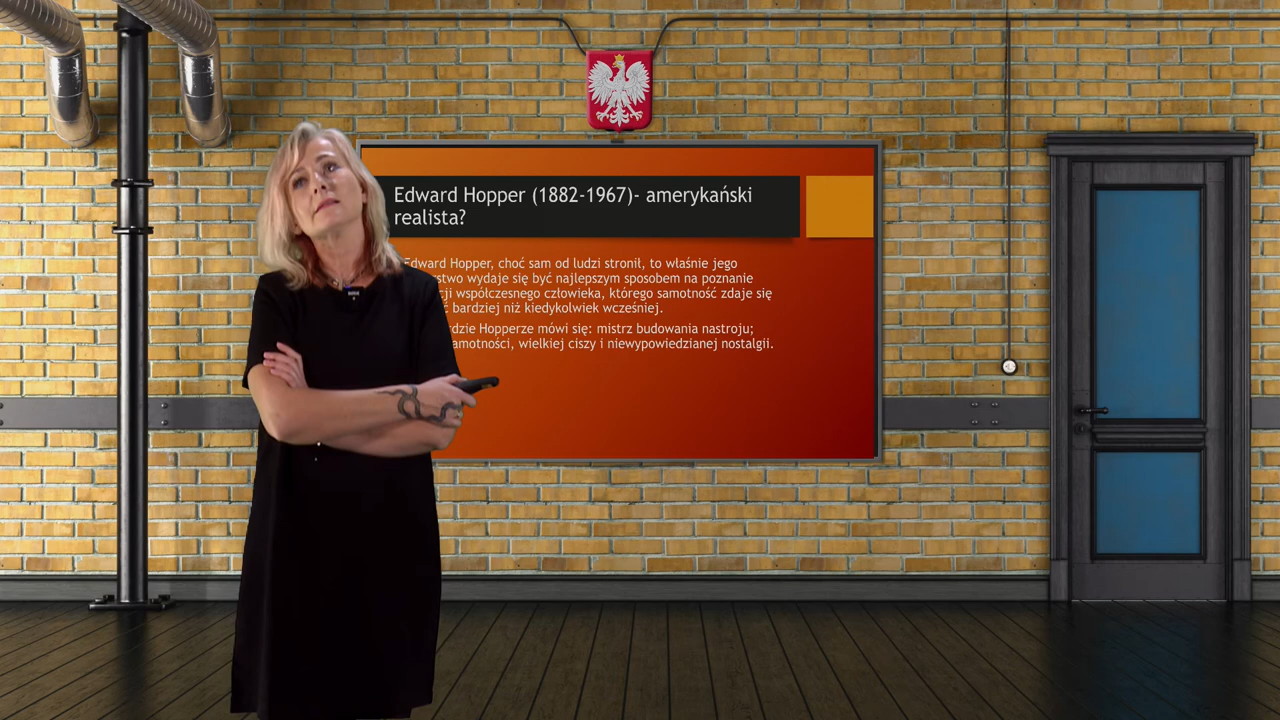 Edward Hopper (1882-1967)- amerykański
realista?
Edward Hopper, choć sam od ludzi stronił, to właśnie jego
wydaje się być najlepszym sposobem na poznanie
współczesnego człowieka, którego samotność zdaje się
bardziej niż kiedykolwiek wcześniej.
Hopperze mówi się: mistrz budowania nastroju;
samotności, wielkiej ciszy i niewypowiedzianej nostalgii.